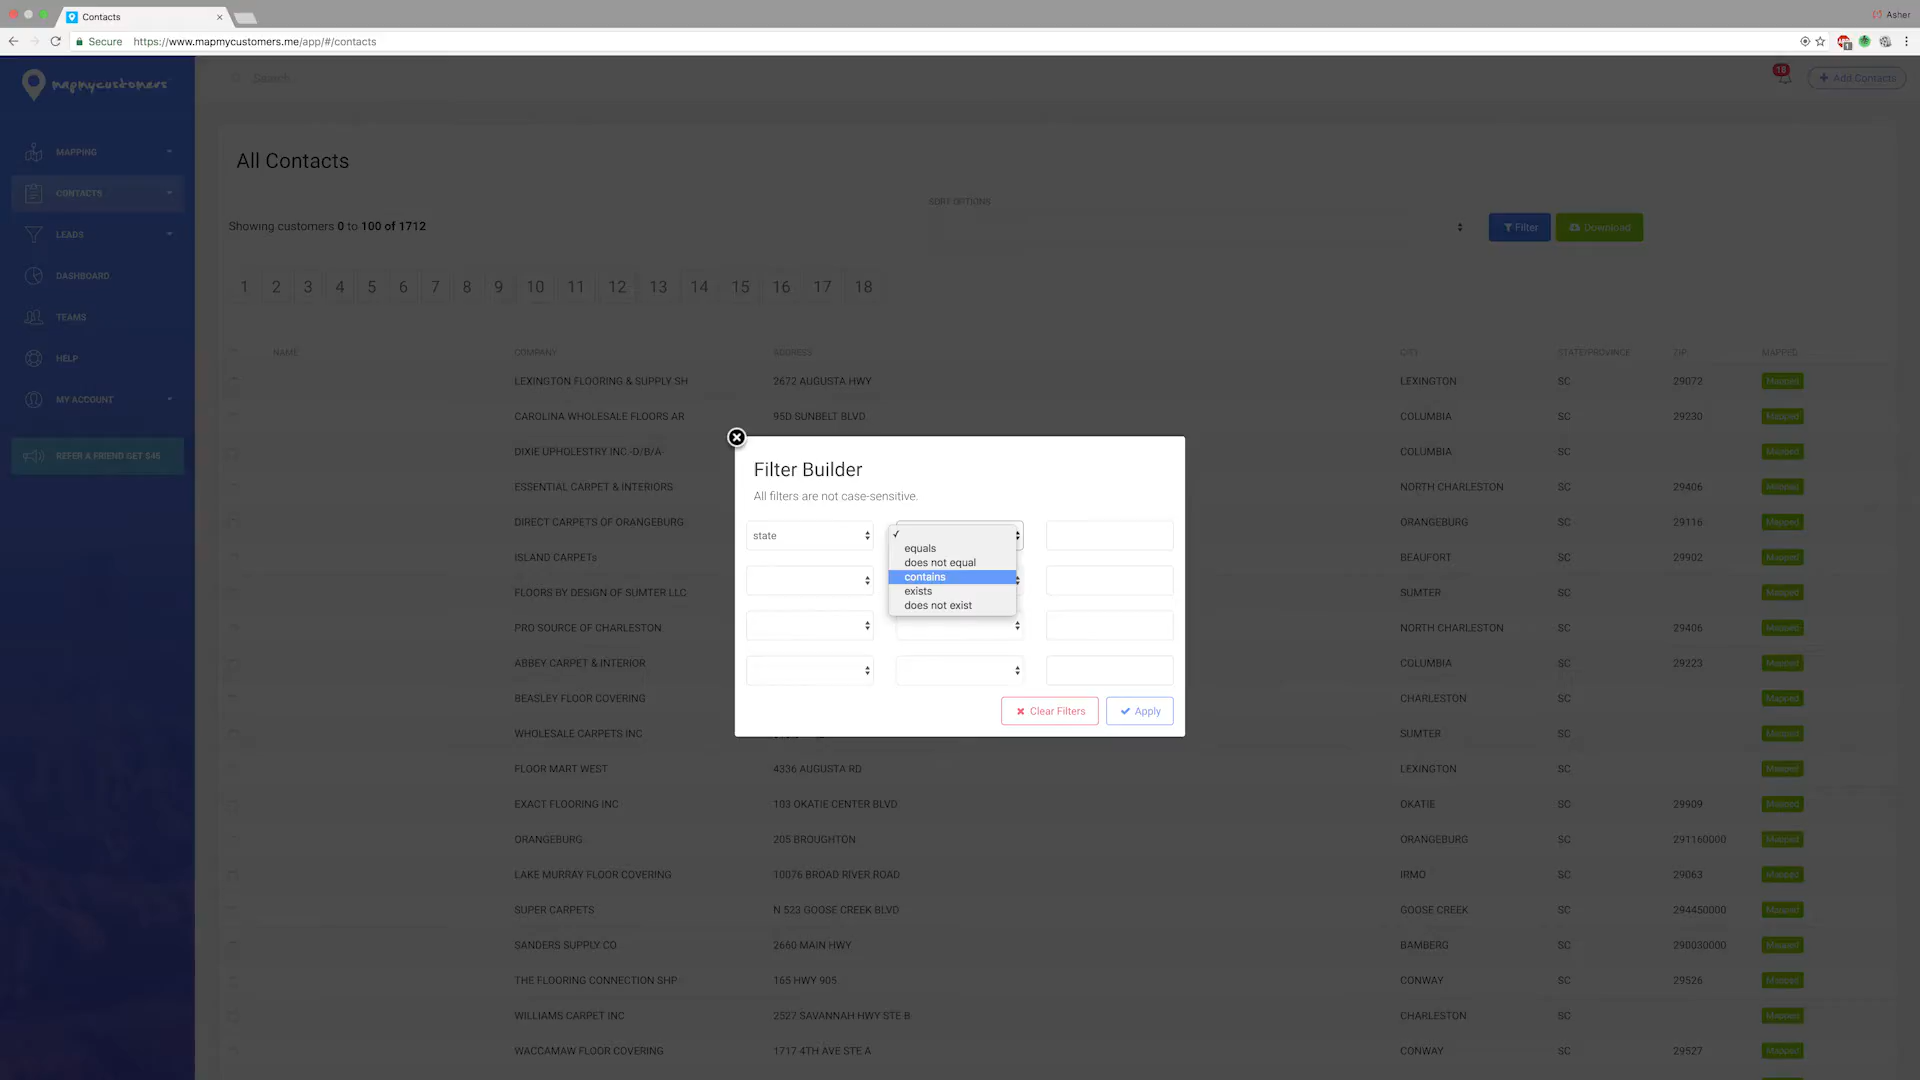 Contacts
Asher
Secure https://www.mapmycustomers.me/app/#/contacts
1
mapmycustomers
Search
18
Add Contacts
MAPPING
CONTACTS
LEADS
DASHBOARD
TEAMS
HELP
MY ACCOUNT
REFER A FRIEND GET $45
All Contacts
SORT OPTIONS
Showing customers 0 to 100 of 1712
Filter
Download
1 2 3 4 5 6 7 8 9 10 11 12 13 14 15 16 17 18
NAME COMPANY ADDRESS CITY STATE/PROVINCE ZIP MAPPED
LEXINGTON FLOORING & SUPPLY SH 2672 AUGUSTA HWY LEXINGTON SC 29072 Mapped
CAROLINA WHOLESALE FLOORS AR 95D SUNBELT BLVD COLUMBIA SC 29230 Mapped
DIXIE UPHOLESTRY INC.-D/B/A- COLUMBIA SC Mapped
ESSENTIAL CARPET & INTERIORS NORTH CHARLESTON SC 29406 Mapped
DIRECT CARPETS OF ORANGEBURG ORANGEBURG SC 29116 Mapped
ISLAND CARPETs BEAUFORT SC 29902 Mapped
FLOORS BY DESIGN OF SUMTER LLC SUMTER SC Mapped
PRO SOURCE OF CHARLESTON NORTH CHARLESTON SC 29406 Mapped
ABBEY CARPET & INTERIOR COLUMBIA SC 29223 Mapped
BEASLEY FLOOR COVERING CHARLESTON SC Mapped
WHOLESALE CARPETS INC SUMTER SC Mapped
FLOOR MART WEST 4336 AUGUSTA RD LEXINGTON SC Mapped
EXACT FLOORING INC 103 OKATIE CENTER BLVD OKATIE SC 29909 Mapped
ORANGEBURG 205 BROUGHTON ORANGEBURG SC 291160000 Mapped
LAKE MURRAY FLOOR COVERING 10076 BROAD RIVER ROAD IRMO SC 29063 Mapped
SUPER CARPETS N 523 GOOSE CREEK BLVD GOOSE CREEK SC 294450000 Mapped
SANDERS SUPPLY CO 2660 MAIN HWY BAMBERG SC 290030000 Mapped
THE FLOORING CONNECTION SHP 165 HWY 905 CONWAY SC 29526 Mapped
WILLIAMS CARPET INC 2527 SAVANNAH HWY STE B CHARLESTON SC Mapped
WACCAMAW FLOOR COVERING 1717 4TH AVE STE A CONWAY SC 29527 Mapped
Filter Builder
All filters are not case-sensitive.
state
equals
does not equal
contains
exists
does not exist
Clear Filters
Apply